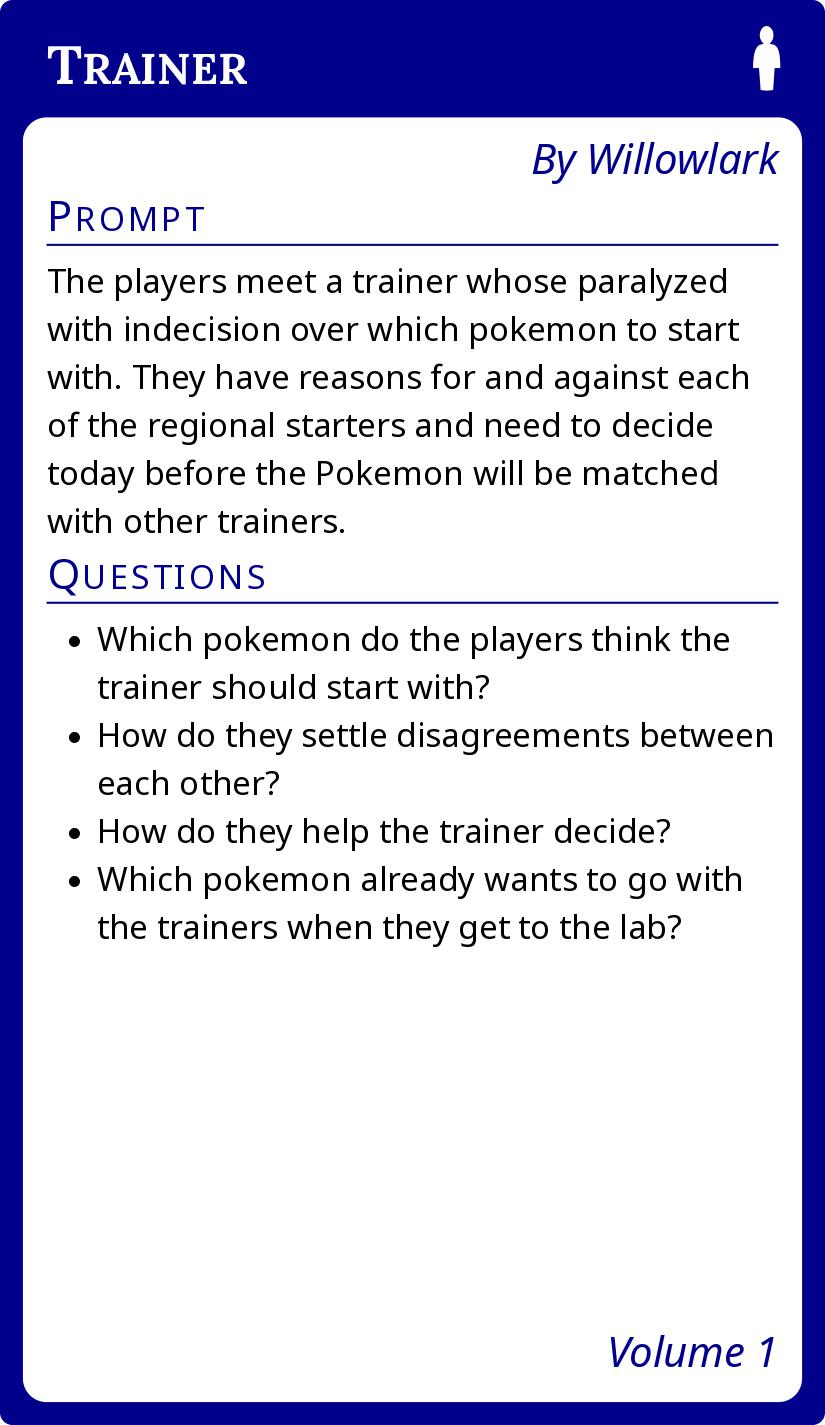 Trainer
By Willowlark
Prompt
The players meet a trainer whose paralyzed
with indecision over which pokemon to start
with. They have reasons for and against each
of the regional starters and need to decide
today before the Pokemon will be matched
with other trainers.
Questions
• Which pokemon do the players think the
trainer should start with?
• How do they settle disagreements between
each other?
• How do they help the trainer decide?
• Which pokemon already wants to go with
the trainers when they get to the lab?
Volume 1